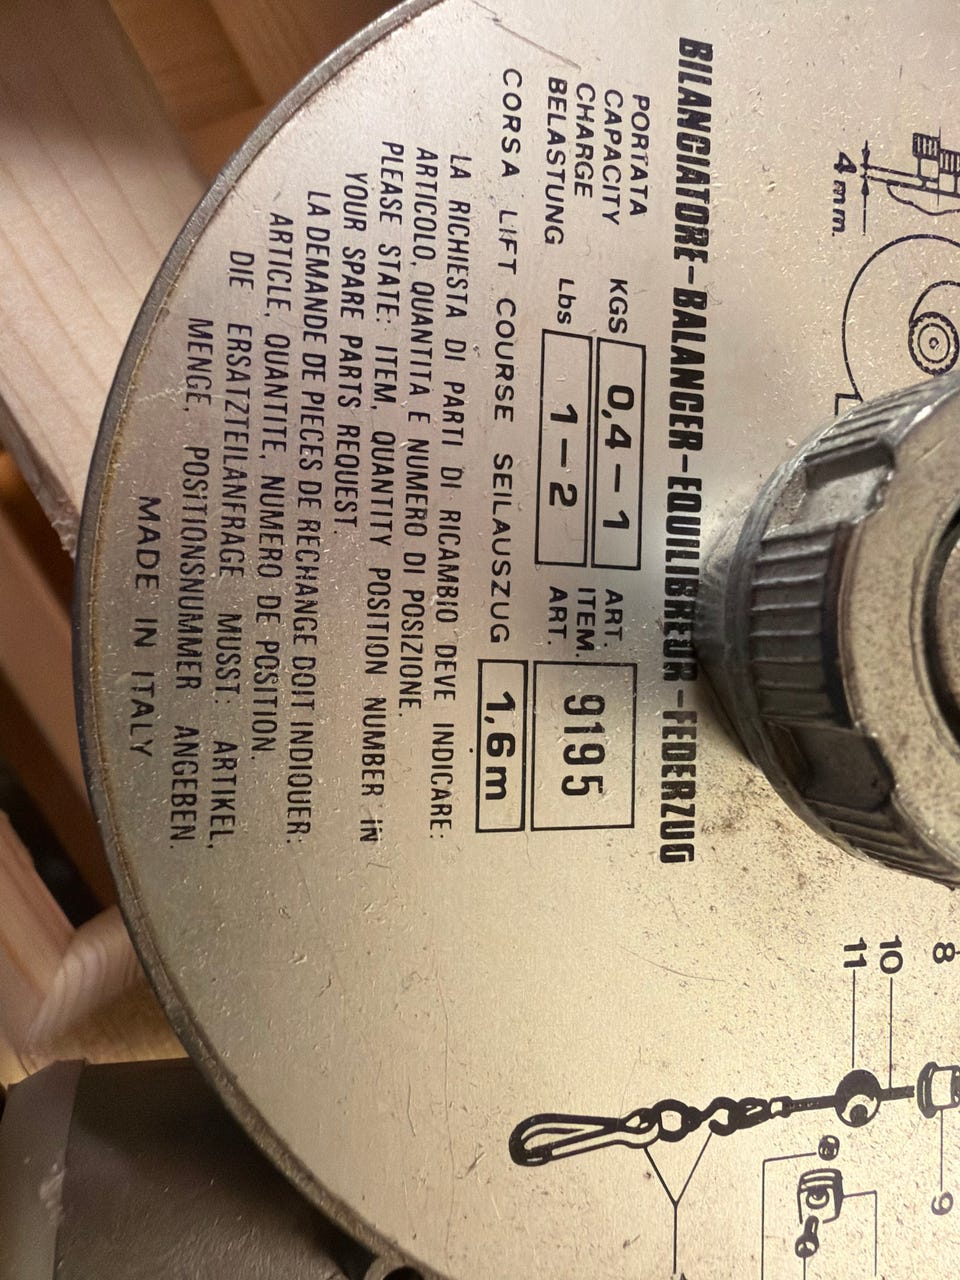 BILANCIATORE-BALANCER-EQUILIBREUR-FEDERZUG
PORTATA
CAPACITY
CHARGE
BELASTUNG
KGS 0,4-1
Lbs 1-2
ART.
ITEM.
ART.
9195
CORSA LIFT COURSE SEILAUSZUG 1,6m
LA RICHIESTA DI PARTI DI RICAMBIO DEVE INDICARE:
ARTICOLO, QUANTITA E NUMERO DI POSIZIONE.
PLEASE STATE: ITEM, QUANTITY POSITION NUMBER IN
YOUR SPARE PARTS REQUEST.
LA DEMANDE DE PIECES DE RECHANGE DOIT INDIQUER:
ARTICLE, QUANTITE, NUMERO DE POSITION.
DIE ERSATZTEILANFRAGE MUSST: ARTIKEL,
MENGE, POSITIONSNUMMER ANGEBEN.
MADE IN ITALY
4mm.
8
10
11
9